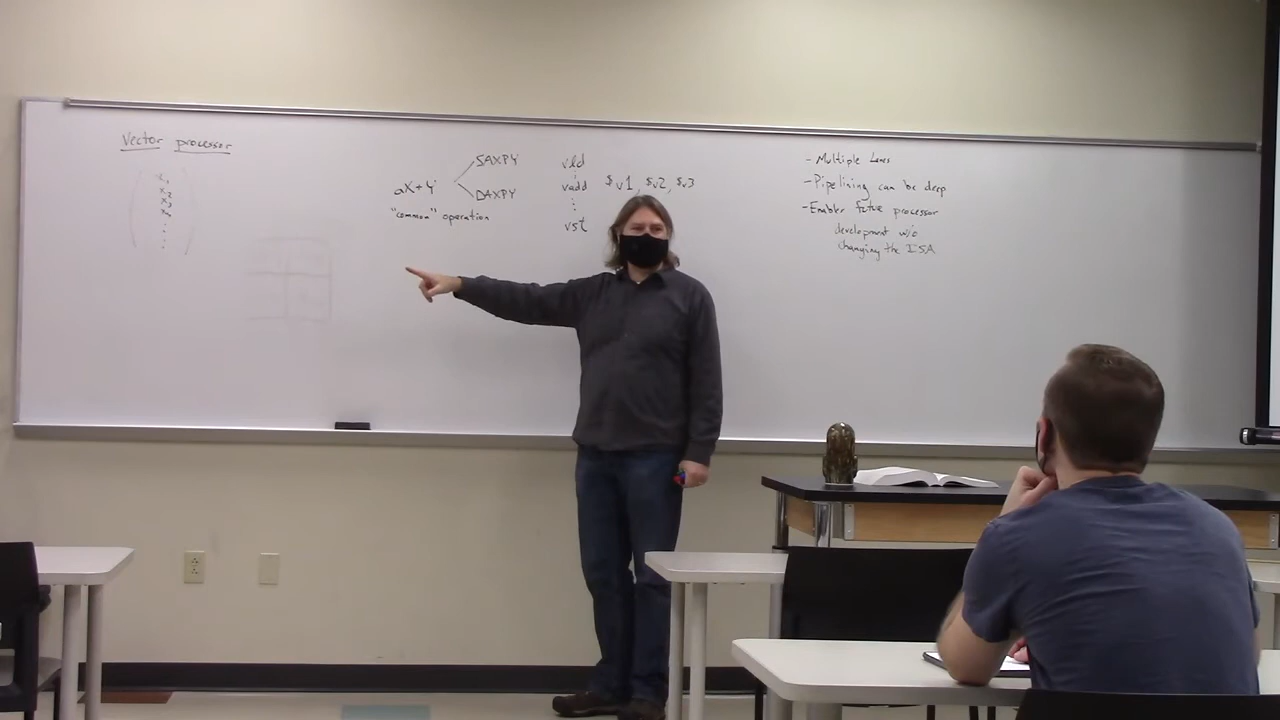 Vector processor
x1
x2
x3
x4
aX+Y
"common" operation
SAXPY
DAXPY
vld
vadd $v1, $v2, $v3
vst
- Multiple Lanes
- Pipelining can be deep
- Enables future processor
development w/o
changing the ISA